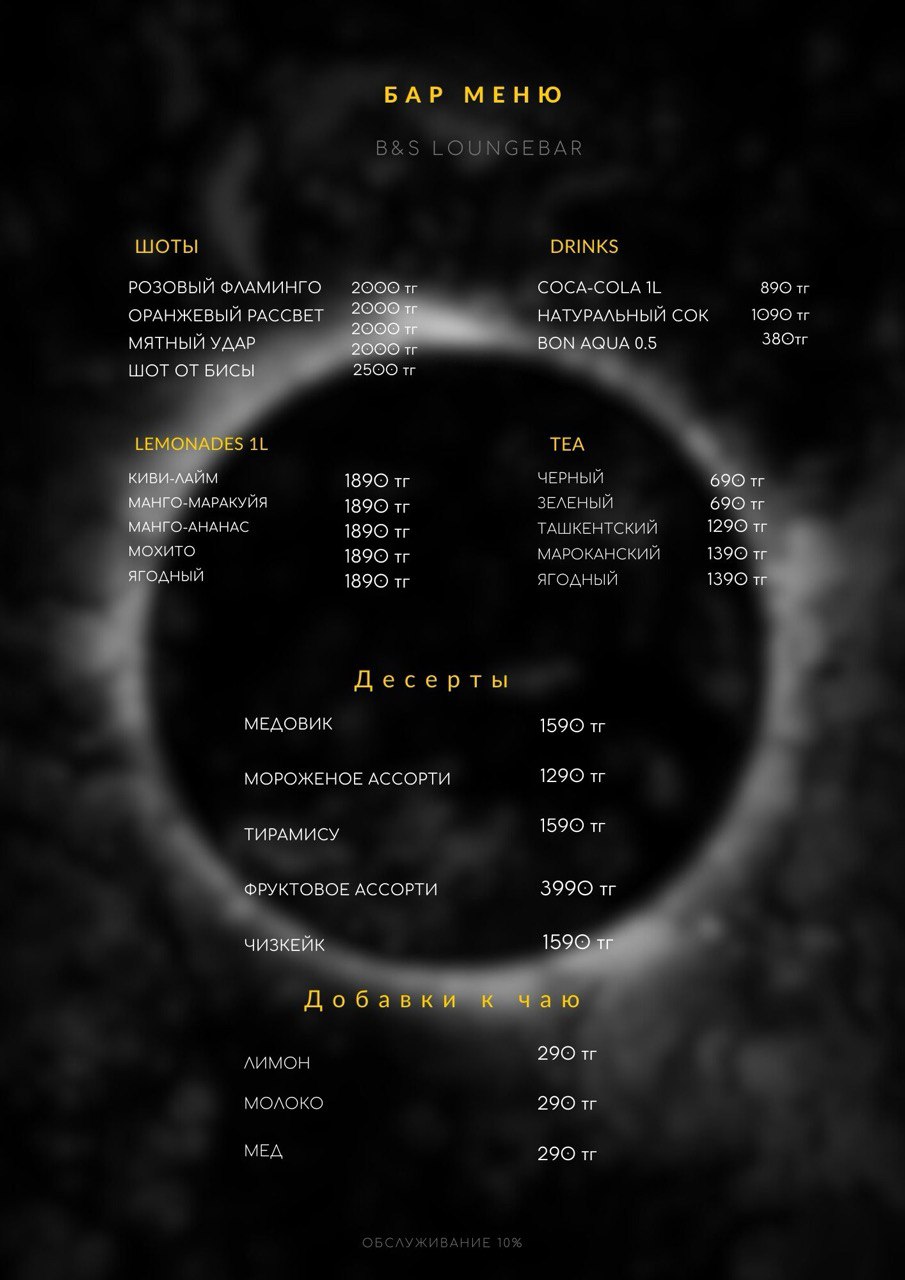 БАР МЕНЮ
B&S LOUNGEBAR
ШОТЫ
РОЗОВЫЙ ФЛАМИНГО 2000 тг
ОРАНЖЕВЫЙ РАССВЕТ 2000 тг
2000 тг
МЯТНЫЙ УДАР 2000 тг
ШОТ ОТ БИСЫ 2500 тг
DRINKS
COCA-COLA 1L 890 тг
НАТУРАЛЬНЫЙ СОК 1090 тг
BON AQUA 0.5 380тг
LEMONADES 1L
КИВИ-ЛАЙМ 1890 тг
МАНГО-МАРАКУЙЯ 1890 тг
МАНГО-АНАНАС 1890 тг
МОХИТО 1890 тг
ЯГОДНЫЙ 1890 тг
TEA
ЧЕРНЫЙ 690 тг
ЗЕЛЕНЫЙ 690 тг
ТАШКЕНТСКИЙ 1290 тг
МАРОКАНСКИЙ 1390 тг
ЯГОДНЫЙ 1390 тг
Десерты
МЕДОВИК 1590 тг
МОРОЖЕНОЕ АССОРТИ 1290 тг
ТИРАМИСУ 1590 тг
ФРУКТОВОЕ АССОРТИ 3990 тг
ЧИЗКЕЙК 1590 тг
Добавки к чаю
ЛИМОН 290 тг
МОЛОКО 290 тг
МЕД 290 тг
ОБСЛУЖИВАНИЕ 10%